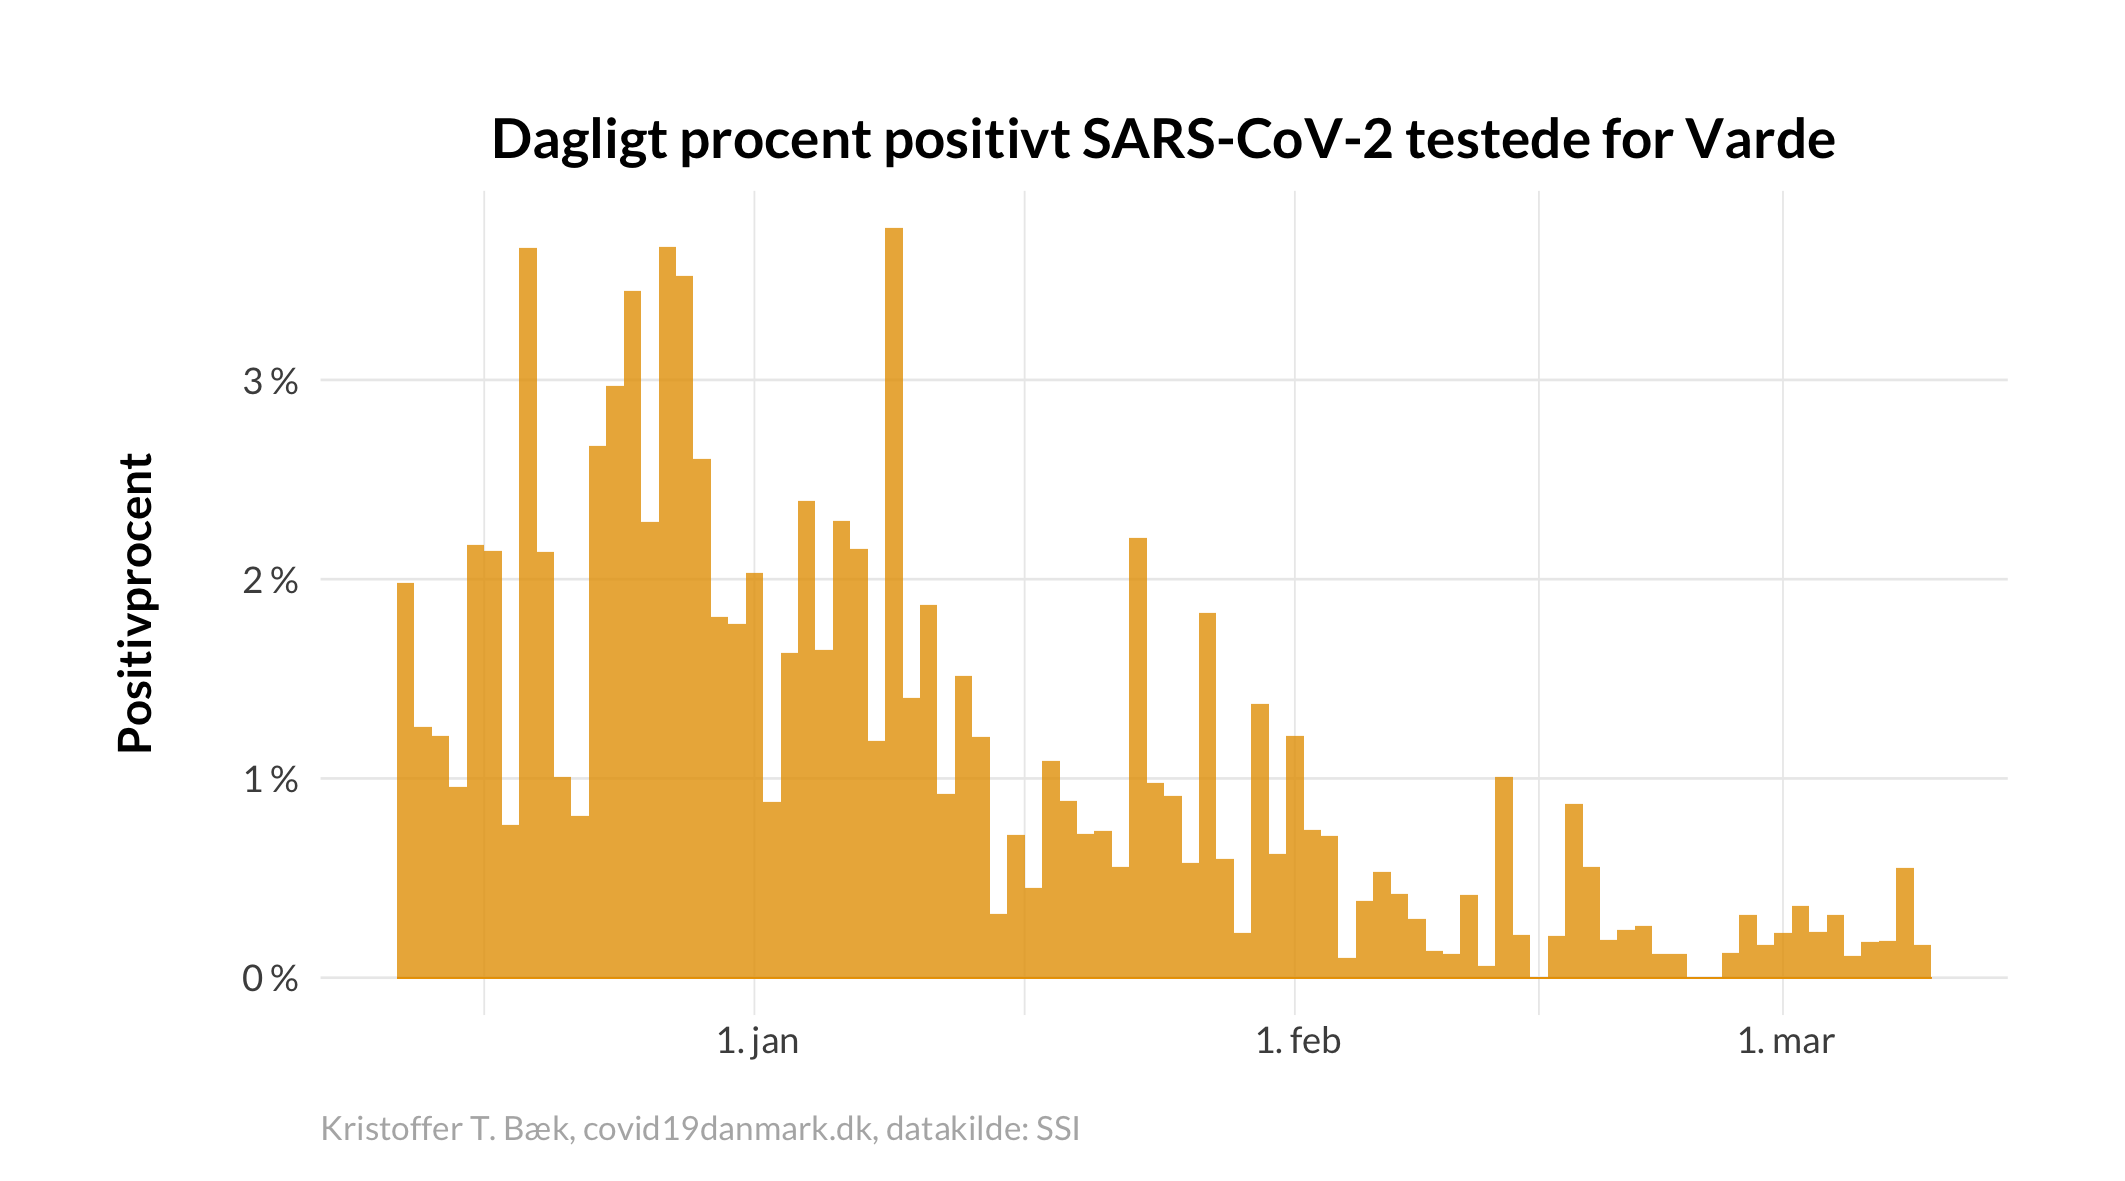 Dagligt procent positivt SARS-CoV-2 testede for Varde
Positivprocent
3 %
2 %
1 %
0 %
1. jan
1. feb
1. mar
Kristoffer T. Bæk, covid19danmark.dk, datakilde: SSI